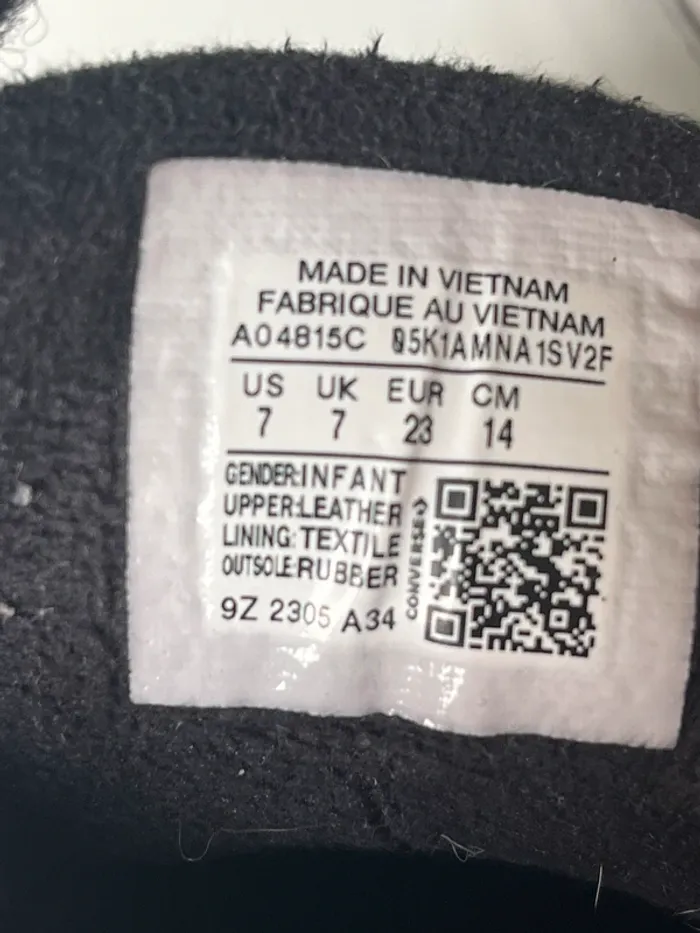 MADE IN VIETNAM
FABRIQUE AU VIETNAM
A04815C 05K1AMNA1SV2F
US UK EUR CM
7 7 23 14
GENDER:INFANT
UPPER:LEATHER
LINING:TEXTILE
OUTSOLE:RUBBER
CONVERSE
9Z 2305 A34